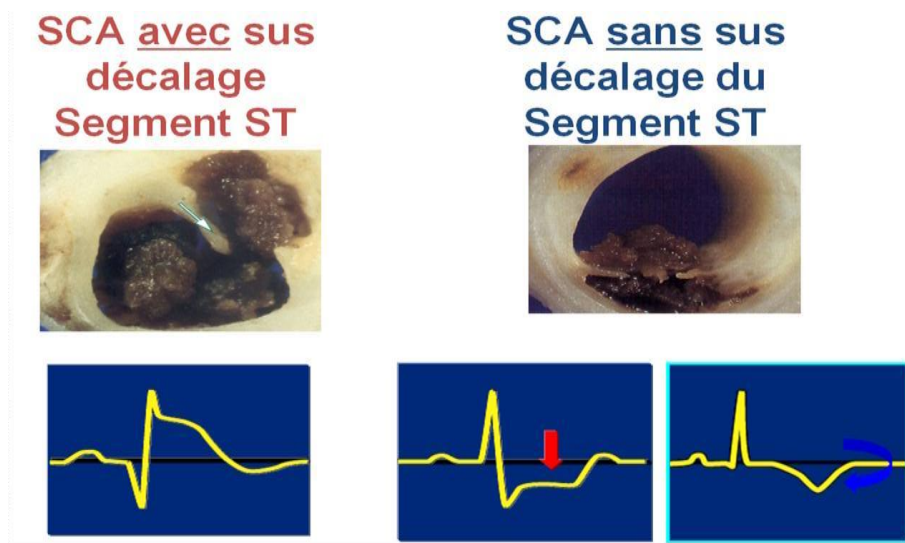 SCA avec sus
décalage
Segment ST
SCA sans sus
décalage du
Segment ST